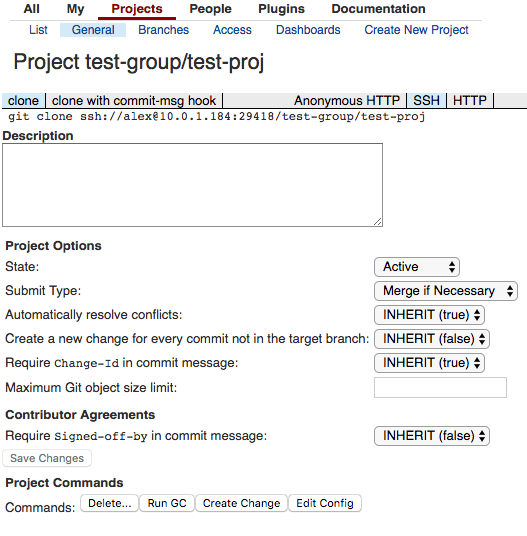 All My Projects People Plugins Documentation
List General Branches Access Dashboards Create New Project
Project test-group/test-proj
clone clone with commit-msg hook Anonymous HTTP SSH HTTP
git clone ssh://alex@10.0.1.184:29418/test-group/test-proj
Description
Project Options
State: Active
Submit Type: Merge if Necessary
Automatically resolve conflicts: INHERIT (true)
Create a new change for every commit not in the target branch: INHERIT (false)
Require Change-Id in commit message: INHERIT (true)
Maximum Git object size limit:
Contributor Agreements
Require Signed-off-by in commit message: INHERIT (false)
Save Changes
Project Commands
Commands: Delete... Run GC Create Change Edit Config